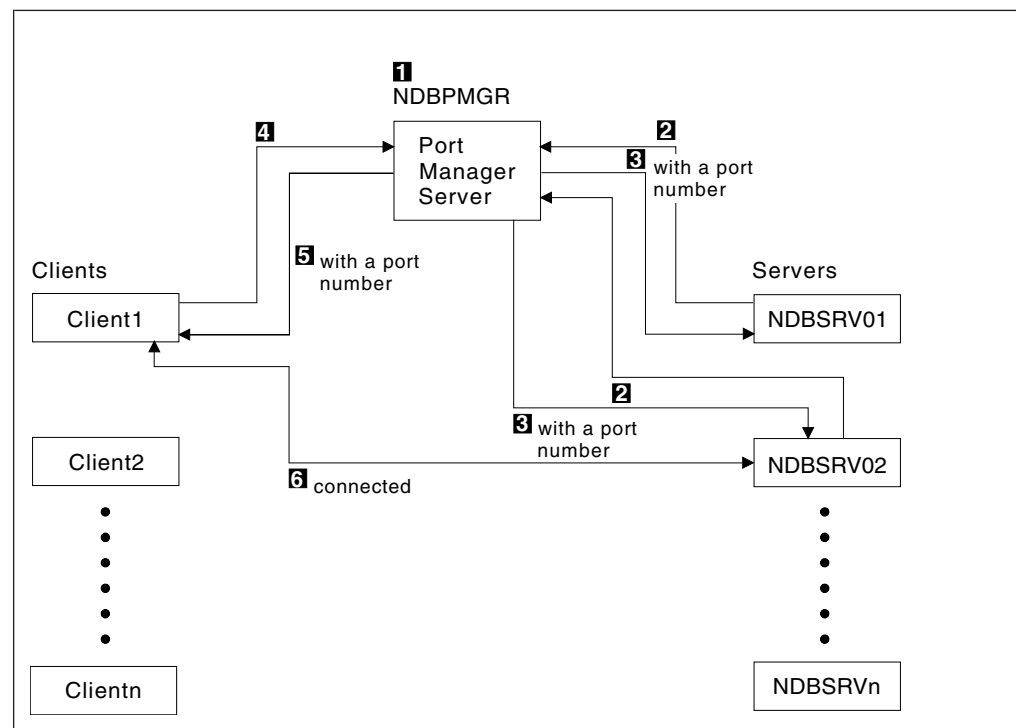 1
NDBPMGR
Port
Manager
Server
4
2
3 with a port
number
5 with a port
number
Clients
Servers
Client1
NDBSRV01
2
3 with a port
number
Client2
NDBSRV02
6 connected
Clientn
NDBSRVn